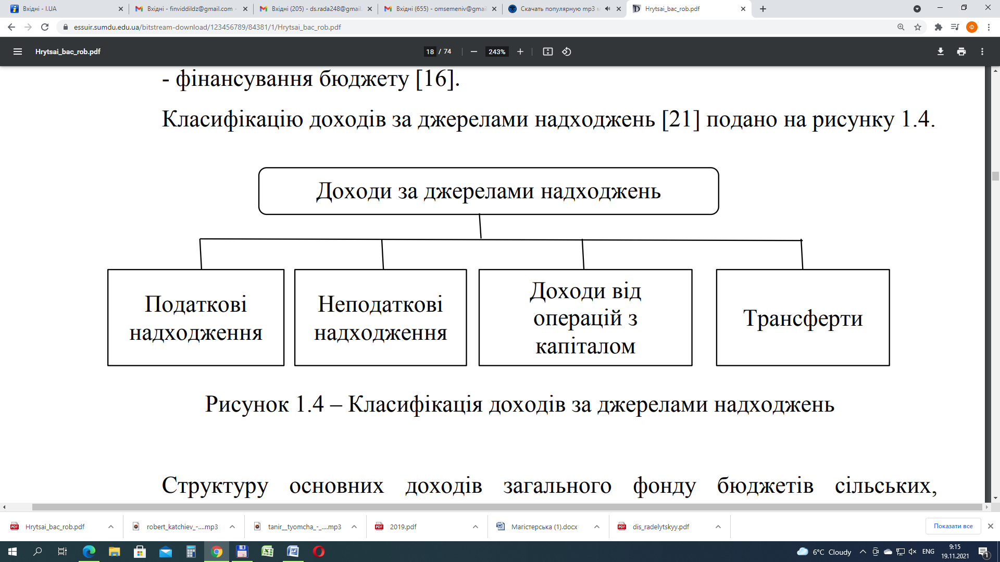 Вхідні - I.UA
Вхідні - finviddildz@gmail.com -
Вхідні (205) - ds.rada248@gmail.
Вхідні (655) - omsemeniv@gmai
Скачать популярную mp3 м
Hrytsai_bac_rob.pdf
essuir.sumdu.edu.ua/bitstream-download/123456789/84381/1/Hrytsai_bac_rob.pdf
Ф
Hrytsai_bac_rob.pdf
18 / 74
243%
- фінансування бюджету [16].
Класифікацію доходів за джерелами надходжень [21] подано на рисунку 1.4.
Доходи за джерелами надходжень
Податкові
надходження
Неподаткові
надходження
Доходи від
операцій з
капіталом
Трансферти
Рисунок 1.4 – Класифікація доходів за джерелами надходжень
Структуру основних доходів загального фонду бюджетів сільських,
Hrytsai_bac_rob.pdf
robert_katchiev_-....mp3
tanir__tyomcha_-_....mp3
2019.pdf
Магістерська (1).docx
dis_radelytskyy.pdf
Показати все
6°C Cloudy
ENG
9:15
19.11.2021
1